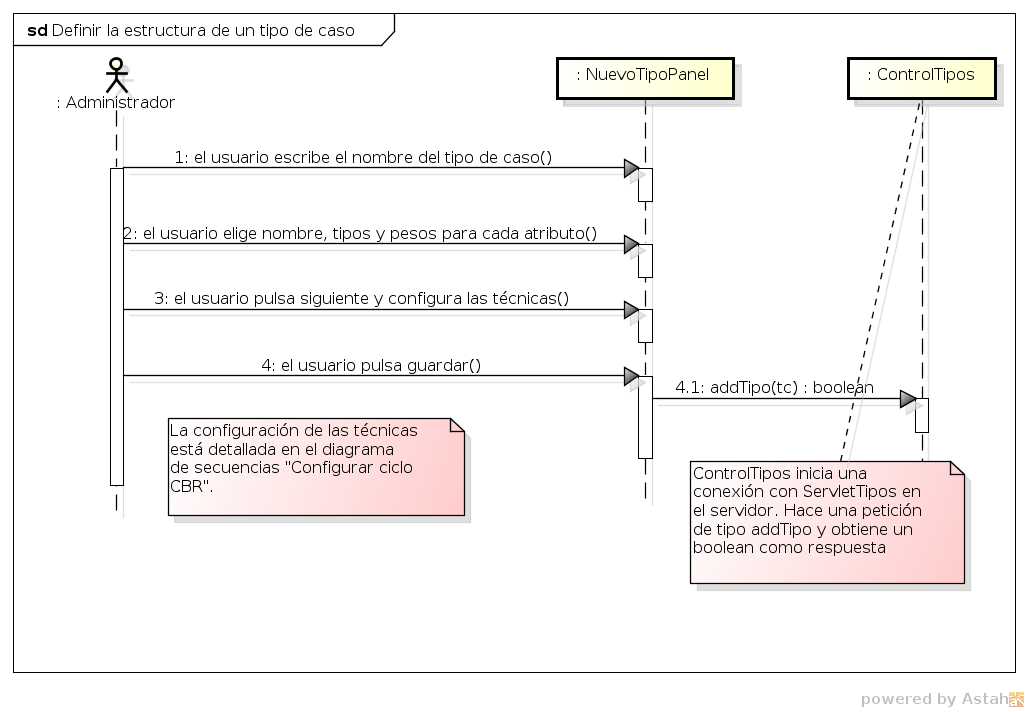 sd Definir la estructura de un tipo de caso
: Administrador
: NuevoTipoPanel
: ControlTipos
1: el usuario escribe el nombre del tipo de caso()
2: el usuario elige nombre, tipos y pesos para cada atributo()
3: el usuario pulsa siguiente y configura las técnicas()
4: el usuario pulsa guardar()
4.1: addTipo(tc) : boolean
La configuración de las técnicas
está detallada en el diagrama
de secuencias "Configurar ciclo
CBR".
ControlTipos inicia una
conexión con ServletTipos en
el servidor. Hace una petición
de tipo addTipo y obtiene un
boolean como respuesta
powered by Astah